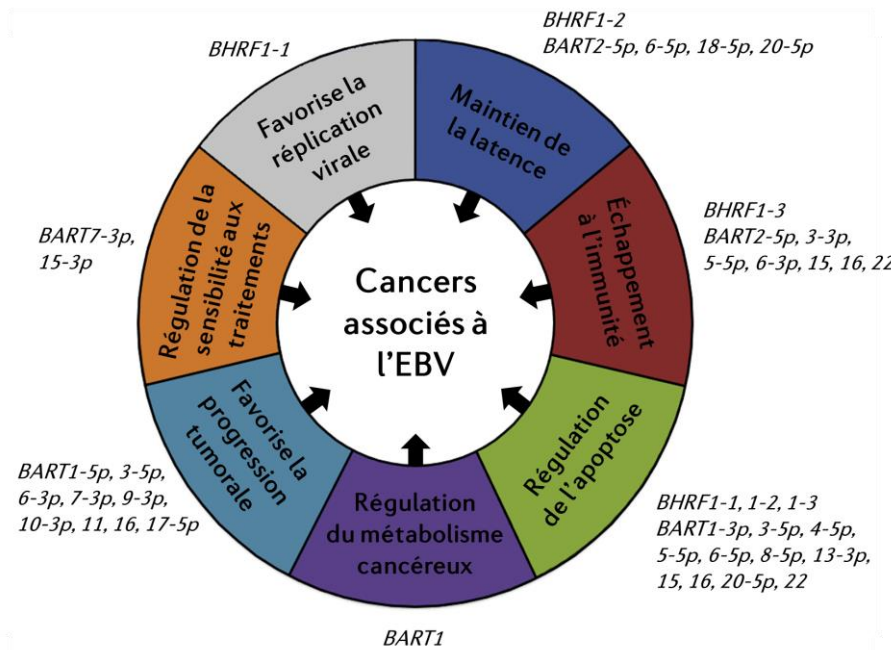 BHRF1-2
BART2-5p, 6-5p, 18-5p, 20-5p
BHRF1-1
Favorise la
réplication
virale
Maintien de
la latence
BHRF1-3
BART2-5p, 3-3p,
5-5p, 6-3p, 15, 16, 22
Échappement
à l'immunité
BART7-3p,
15-3p
Régulation de la
sensibilité aux
traitements
Cancers
associés à
l'EBV
Favorise la
progression
tumorale
Régulation
de l'apoptose
BART1-5p, 3-5p,
6-3p, 7-3p, 9-3p,
10-3p, 11, 16, 17-5p
Régulation
du métabolisme
cancéreux
BHRF1-1, 1-2, 1-3
BART1-3p, 3-5p, 4-5p,
5-5p, 6-5p, 8-5p, 13-3p,
15, 16, 20-5p, 22
BART1